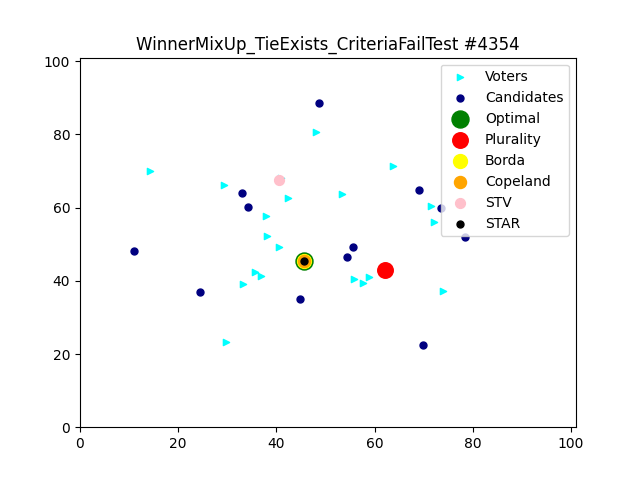 WinnerMixUp_TieExists_CriteriaFailTest #4354
100
80
60
40
20
0
0
20
40
60
80
100
Voters
Candidates
Optimal
Plurality
Borda
Copeland
STV
STAR